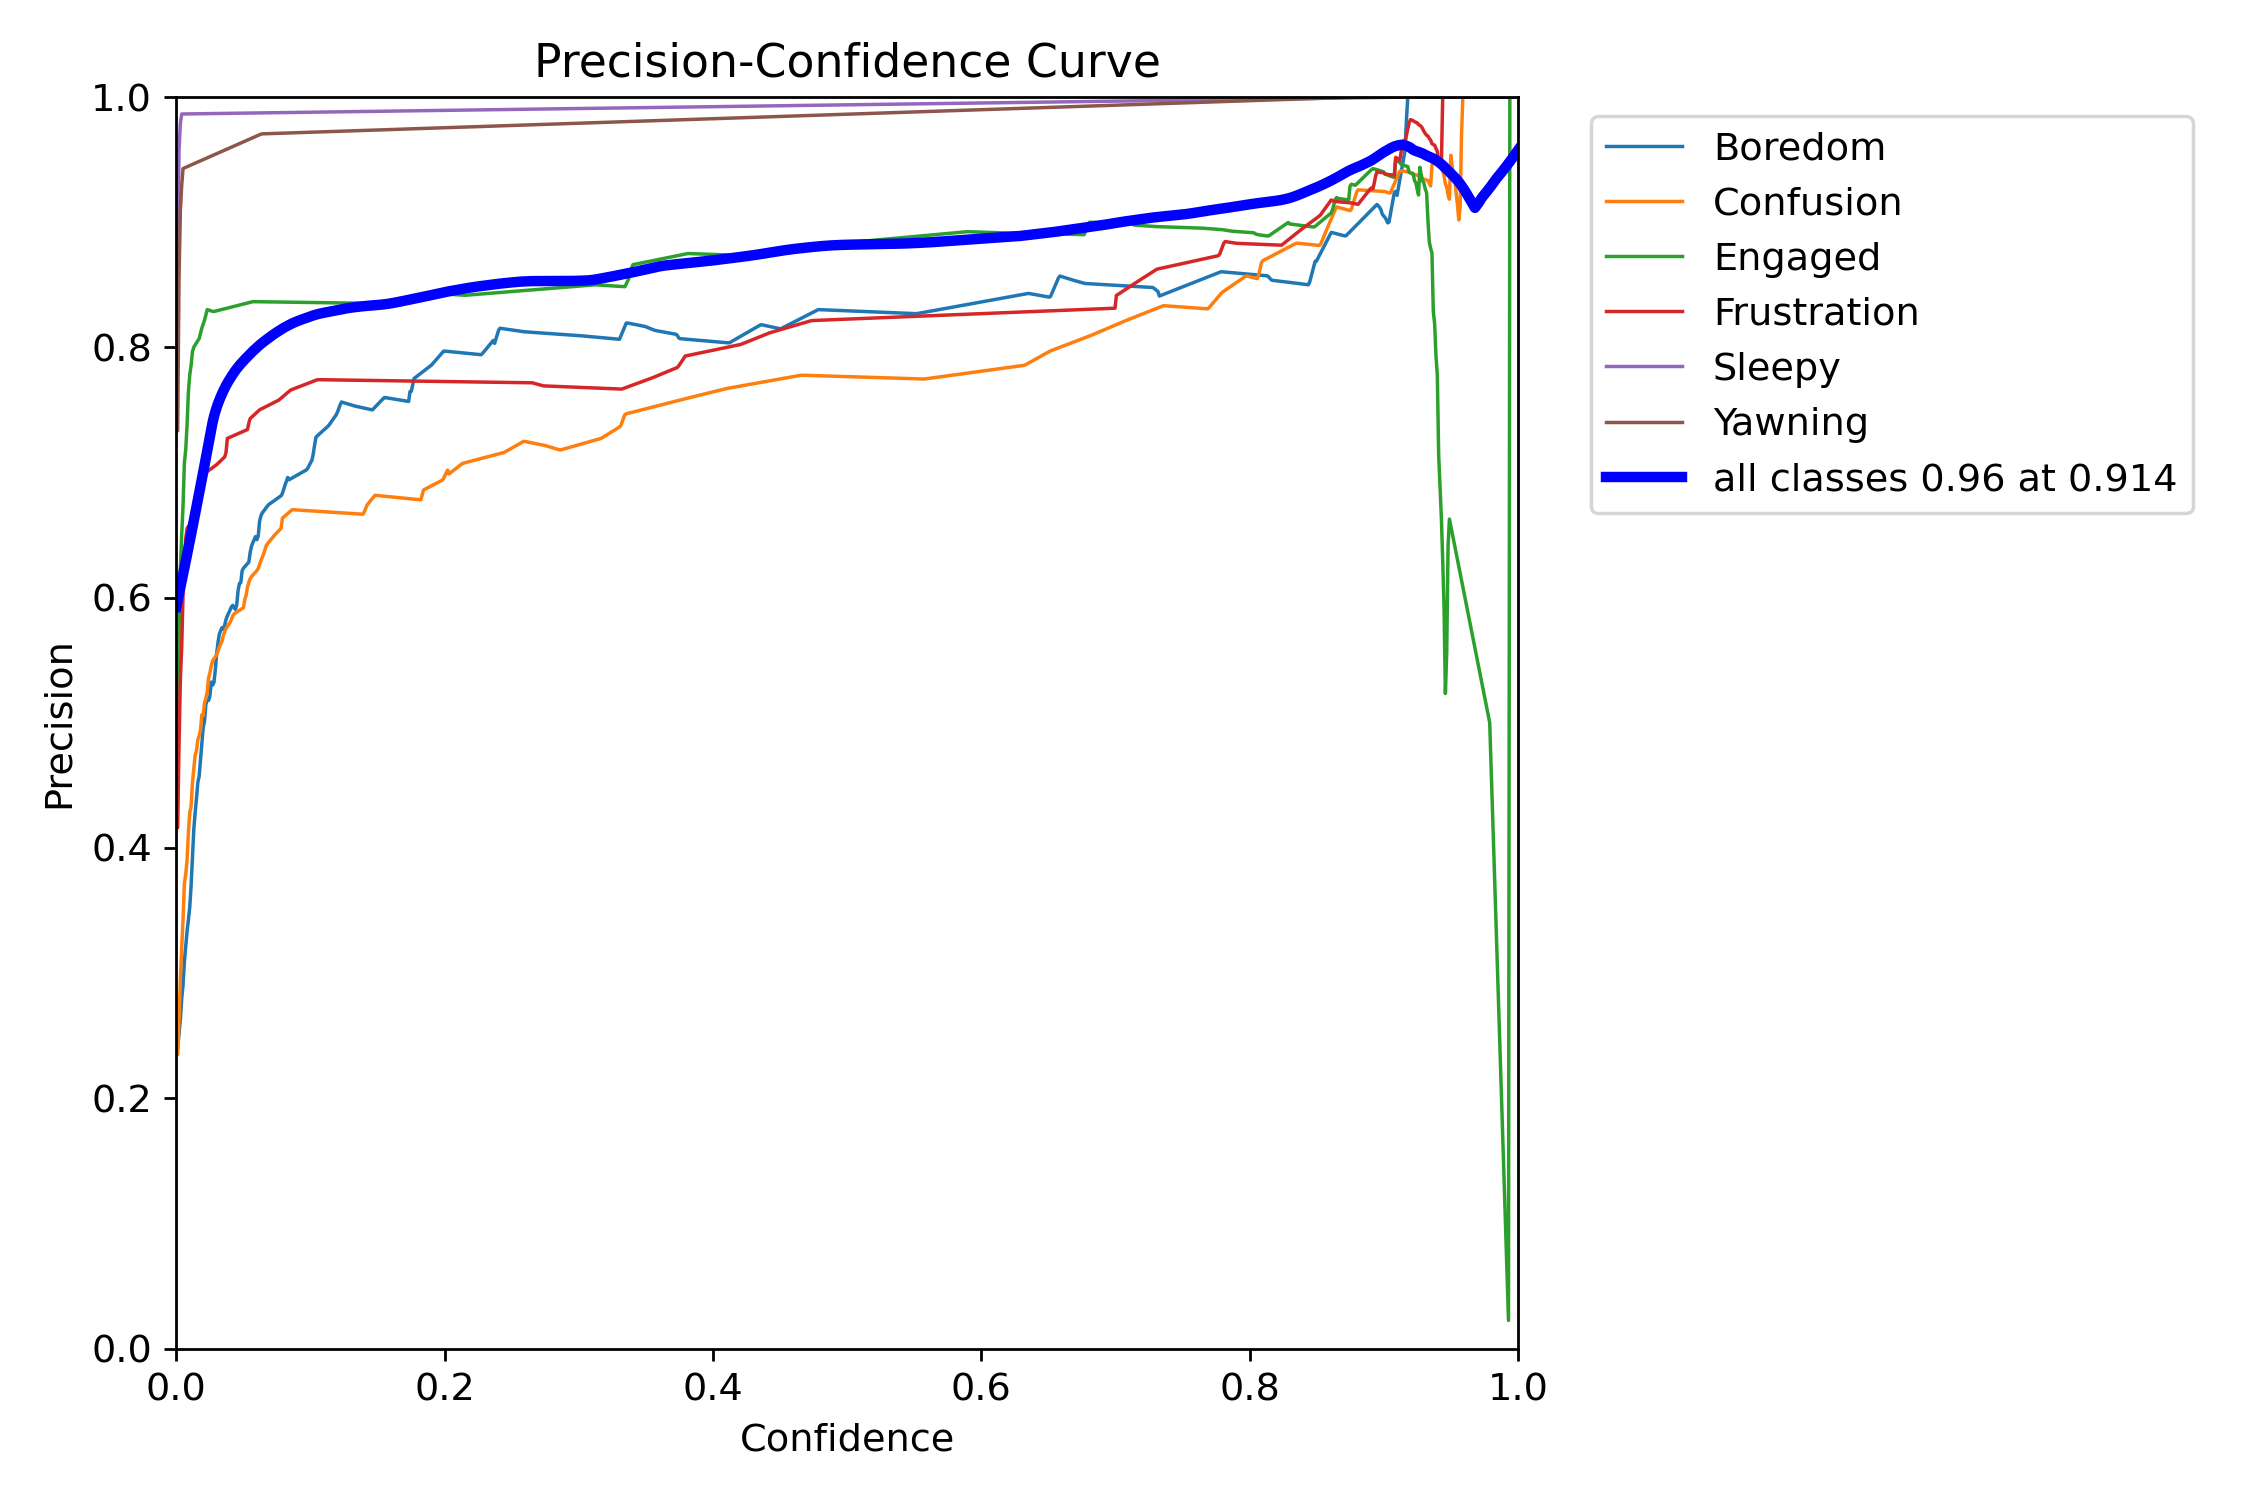 Precision-Confidence Curve
1.0
0.8
0.6
0.4
0.2
0.0
Precision
0.0 0.2 0.4 0.6 0.8 1.0
Confidence
Boredom
Confusion
Engaged
Frustration
Sleepy
Yawning
all classes 0.96 at 0.914